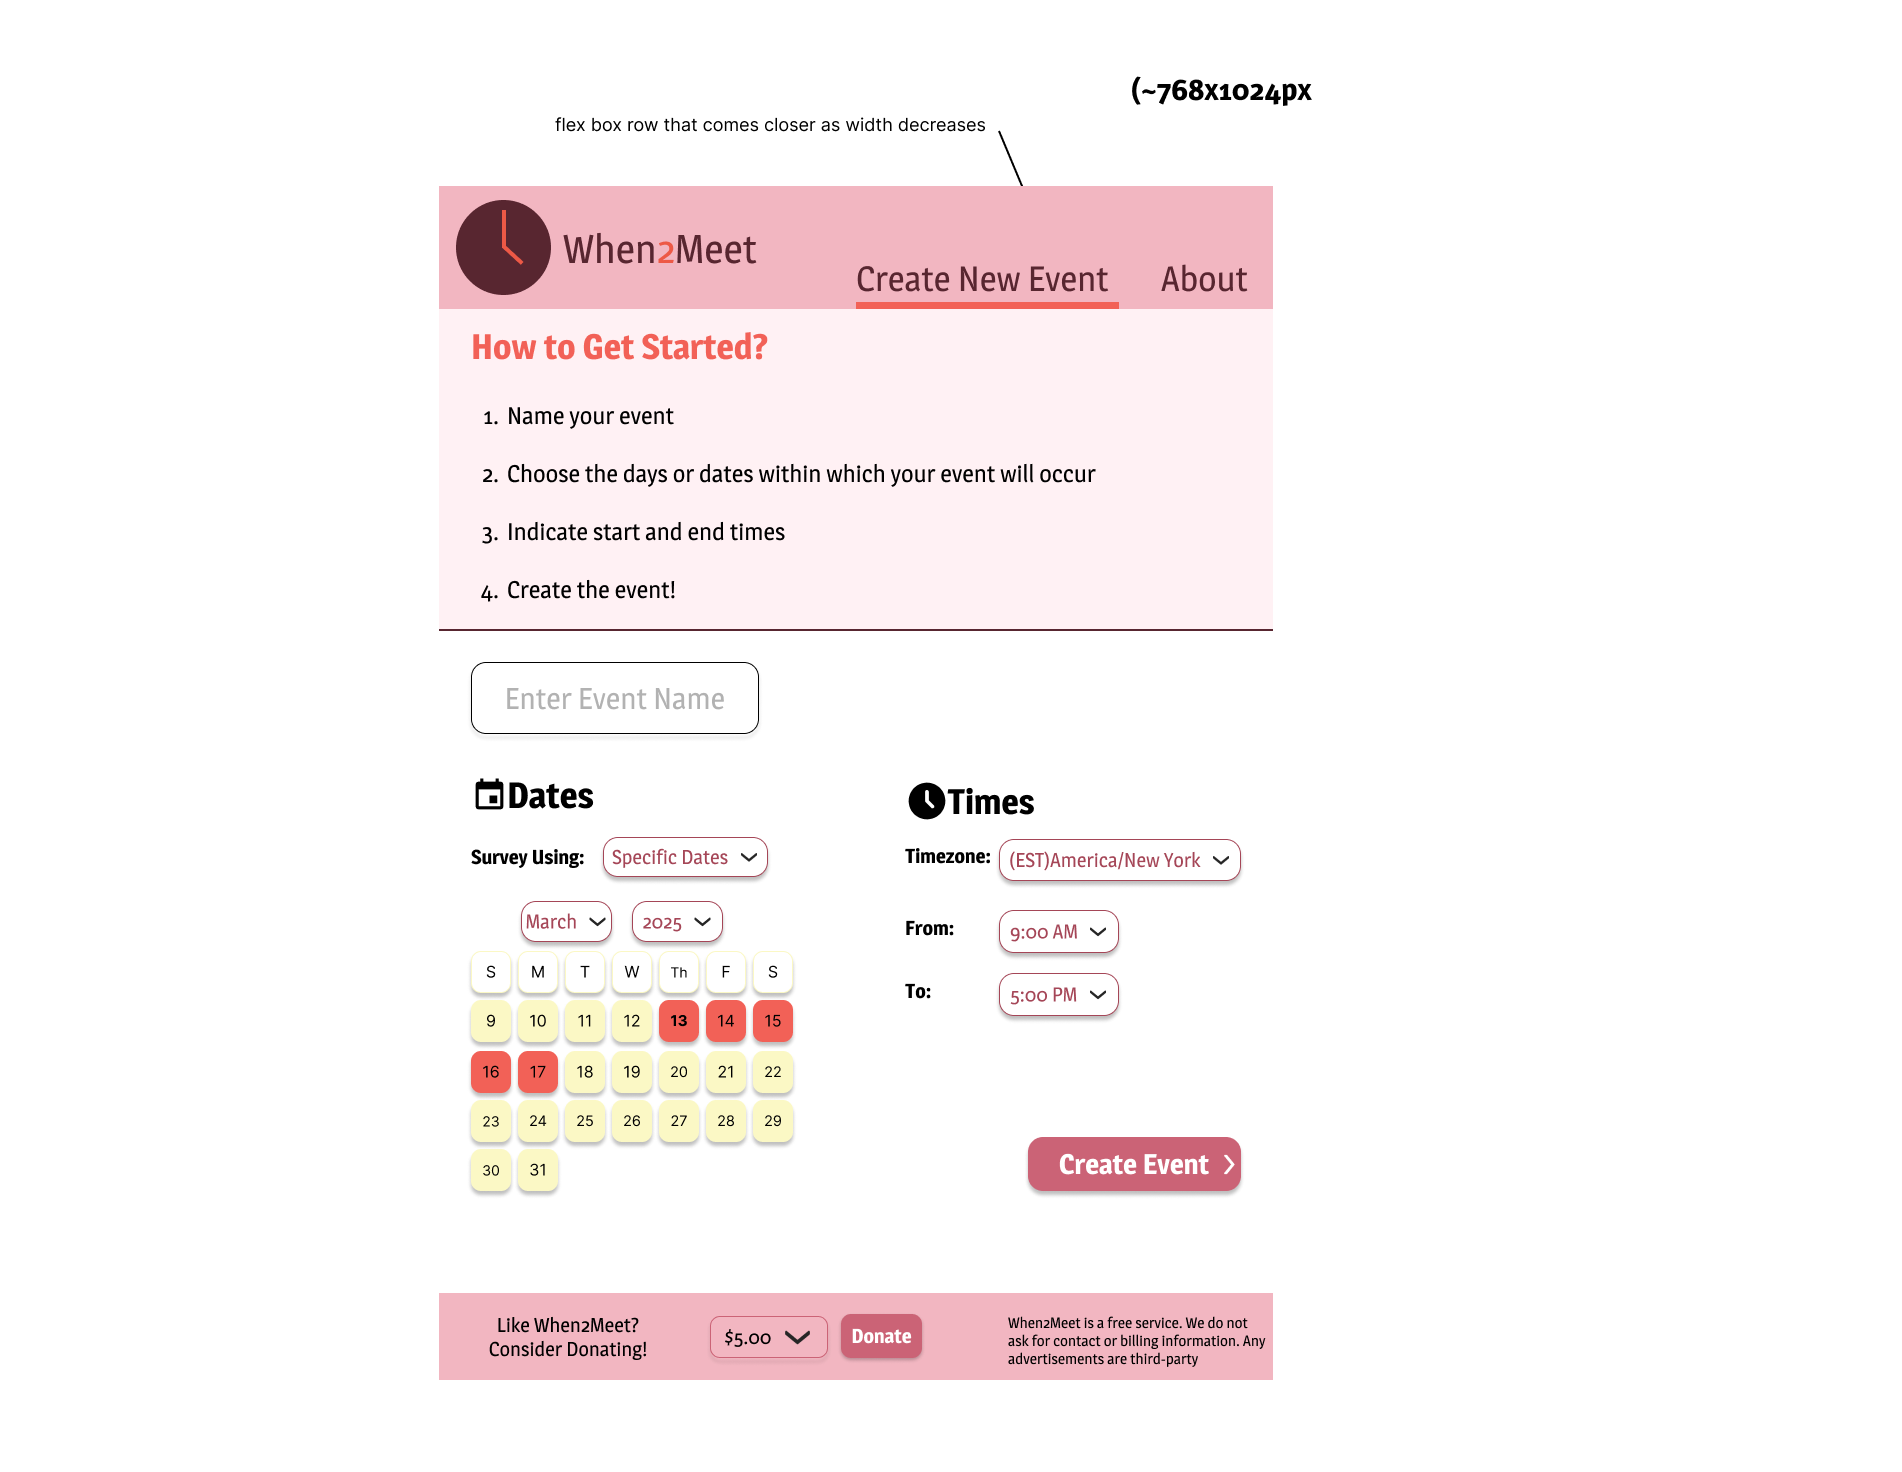 (~768x1024px
flex box row that comes closer as width decreases
When2Meet
Create New Event
About
How to Get Started?
1. Name your event
2. Choose the days or dates within which your event will occur
3. Indicate start and end times
4. Create the event!
Enter Event Name
Dates
Survey Using: Specific Dates
March 2025
S M T W Th F S
9 10 11 12 13 14 15
16 17 18 19 20 21 22
23 24 25 26 27 28 29
30 31
Times
Timezone: (EST)America/New York
From: 9:00 AM
To: 5:00 PM
Create Event
Like When2Meet?
Consider Donating!
$5.00
Donate
When2Meet is a free service. We do not
ask for contact or billing information. Any
advertisements are third-party